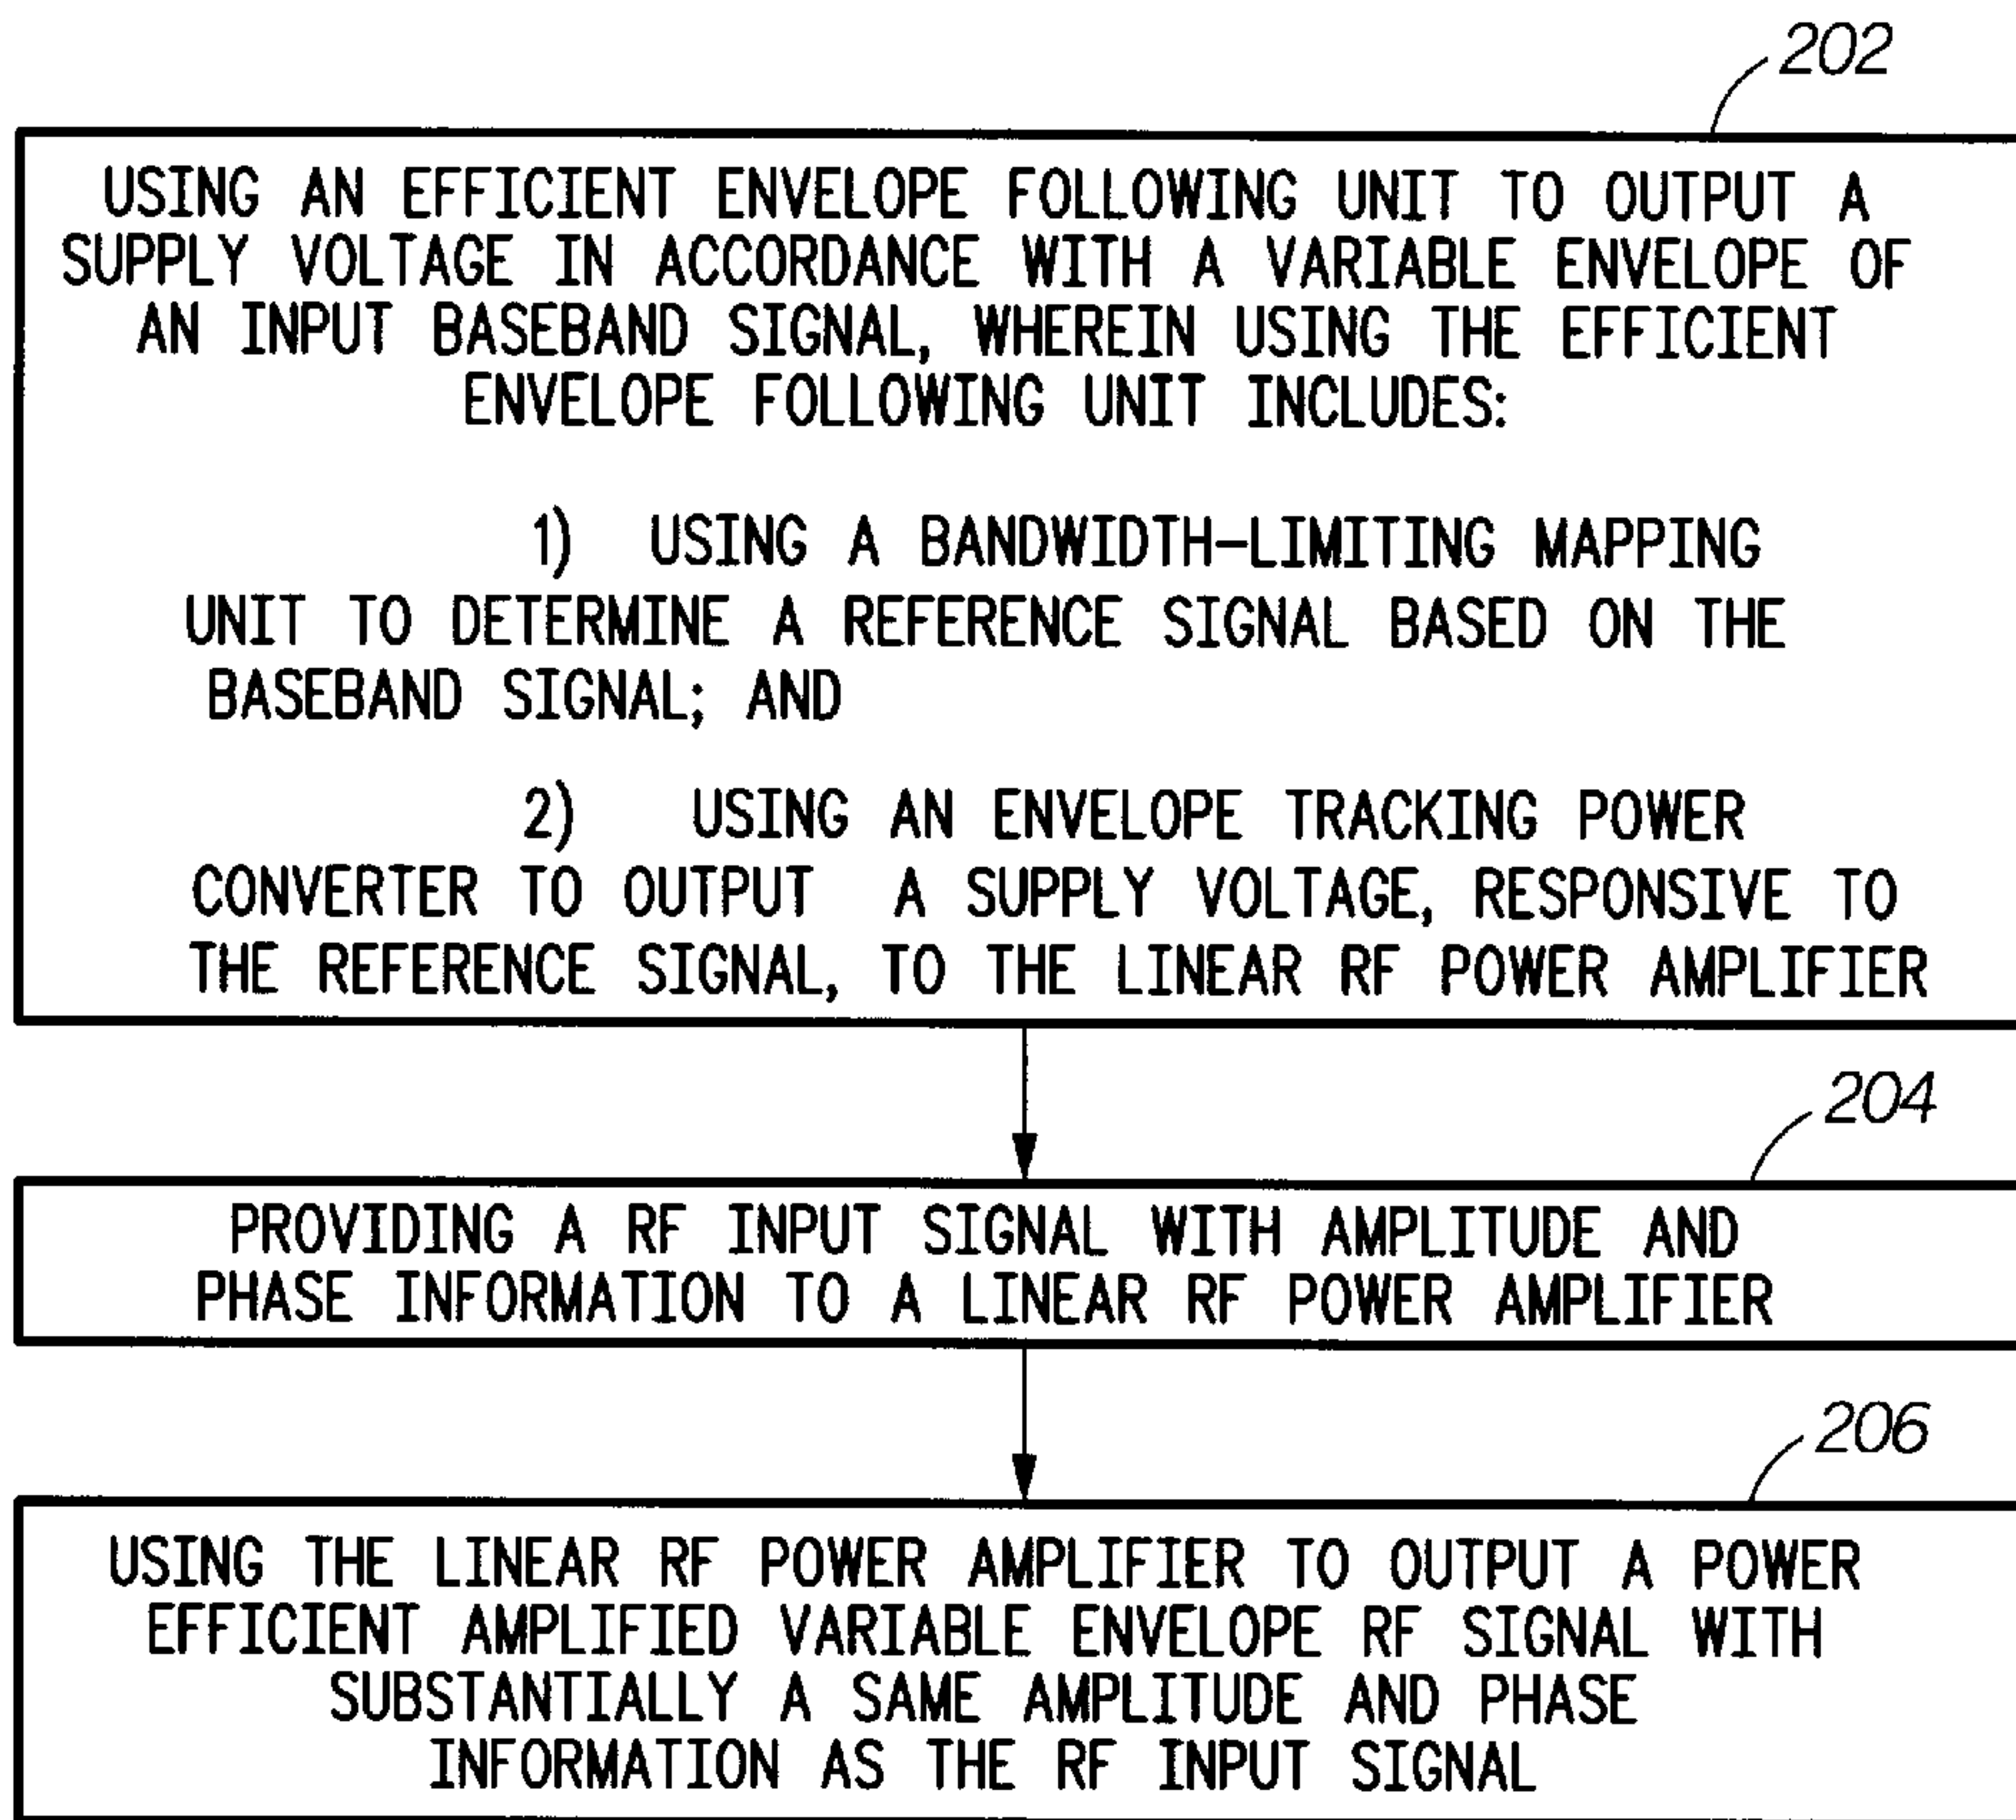 202
USING AN EFFICIENT ENVELOPE FOLLOWING UNIT TO OUTPUT A
SUPPLY VOLTAGE IN ACCORDANCE WITH A VARIABLE ENVELOPE OF
AN INPUT BASEBAND SIGNAL, WHEREIN USING THE EFFICIENT
ENVELOPE FOLLOWING UNIT INCLUDES:
1) USING A BANDWIDTH-LIMITING MAPPING
UNIT TO DETERMINE A REFERENCE SIGNAL BASED ON THE
BASEBAND SIGNAL; AND
2) USING AN ENVELOPE TRACKING POWER
CONVERTER TO OUTPUT A SUPPLY VOLTAGE, RESPONSIVE TO
THE REFERENCE SIGNAL, TO THE LINEAR RF POWER AMPLIFIER
204
PROVIDING A RF INPUT SIGNAL WITH AMPLITUDE AND
PHASE INFORMATION TO A LINEAR RF POWER AMPLIFIER
206
USING THE LINEAR RF POWER AMPLIFIER TO OUTPUT A POWER
EFFICIENT AMPLIFIED VARIABLE ENVELOPE RF SIGNAL WITH
SUBSTANTIALLY A SAME AMPLITUDE AND PHASE
INFORMATION AS THE RF INPUT SIGNAL